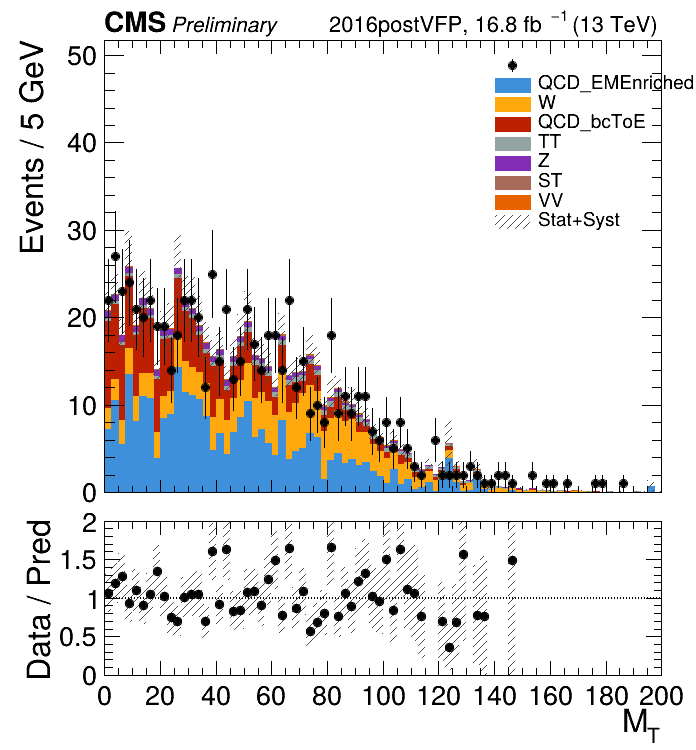 CMS Preliminary 2016postVFP, 16.8 fb −1 (13 TeV)
Events / 5 GeV
50
40
30
20
10
0
QCD_EMEnriched
W
QCD_bcToE
TT
Z
ST
VV
Stat+Syst
Data / Pred
2
1.5
1
0.5
0
0 20 40 60 80 100 120 140 160 180 200
M_T